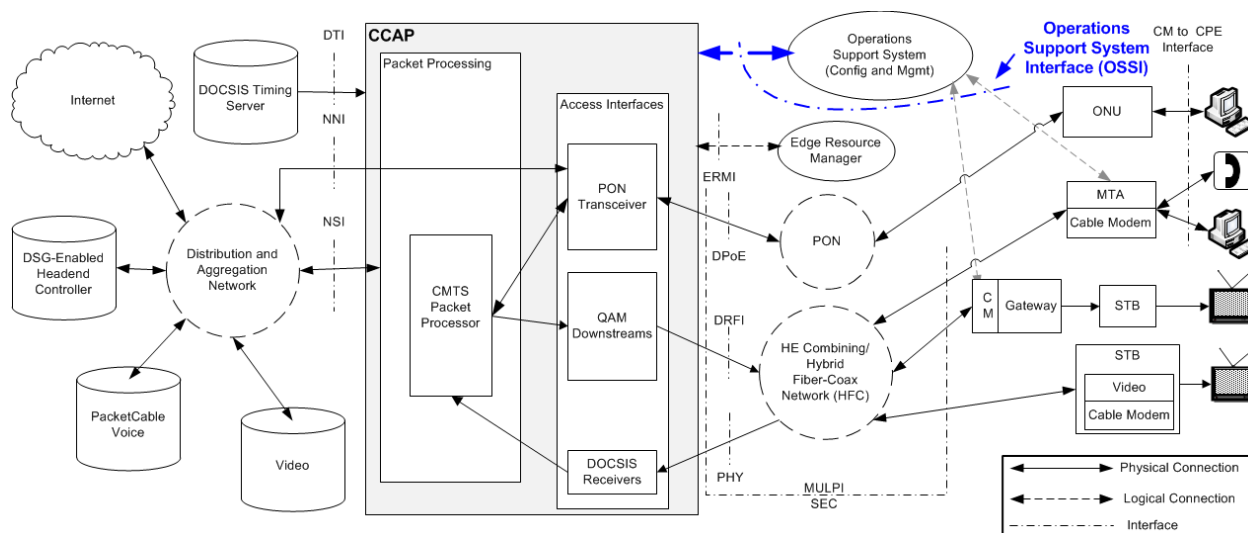 Internet
DOCSIS Timing
Server
DTI
NNI
NSI
DSG-Enabled
Headend
Controller
Distribution and
Aggregation
Network
PacketCable
Voice
Video
CCAP
Packet Processing
CMTS
Packet
Processor
Access Interfaces
PON
Transceiver
QAM
Downstreams
DOCSIS
Receivers
Operations
Support System
(Config and Mgmt)
Operations
Support System
Interface (OSSI)
CM to CPE
Interface
Edge Resource
Manager
ERMI
DPoE
DRFI
PHY
MULPI
SEC
PON
HE Combining/
Hybrid
Fiber-Coax
Network (HFC)
ONU
MTA
Cable Modem
C
M
Gateway
STB
STB
Video
Cable Modem
Physical Connection
Logical Connection
Interface